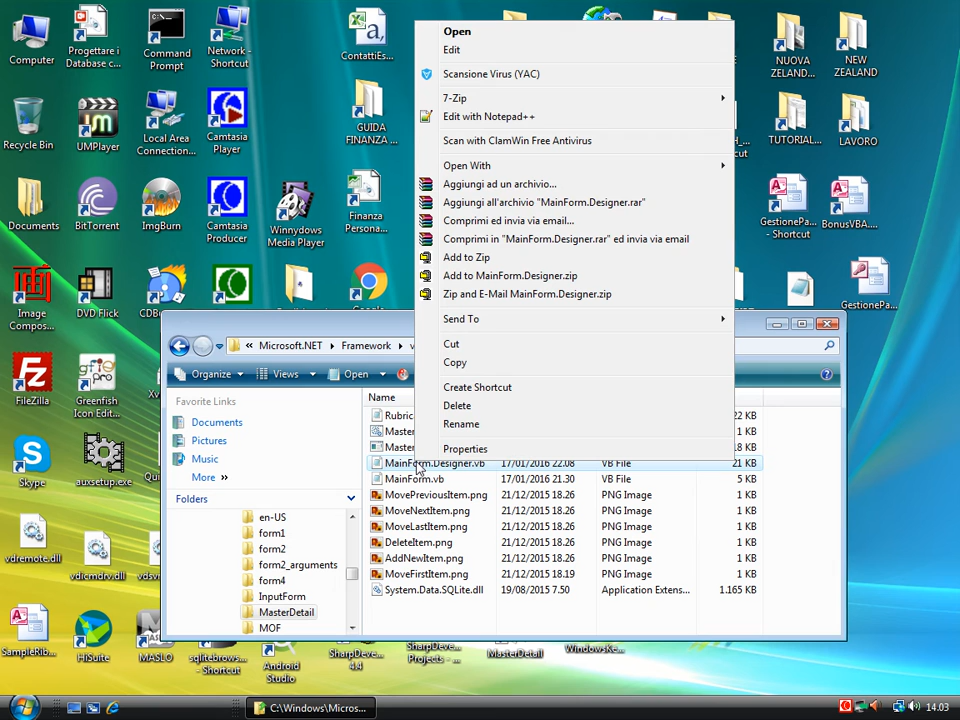 Computer
Progettare i
Database c...
Command
Prompt
Network -
Shortcut
ContattiEs...
NUOVA
ZELAND...
NEW
ZEALAND
Recycle Bin
UMPlayer
Local Area
Connection...
Camtasia
Player
GUIDA
FINANZA ...
TUTORIAL...
LAVORO
Documents
BitTorrent
ImgBurn
Camtasia
Producer
Winnydows
Media Player
Finanza
Persona...
GestionePa...
- Shortcut
BonusVBA....
Image
Compos...
DVD Flick
GestionePa...
FileZilla
Greenfish
Icon Edit...
Skype
auxsetup.exe
vdremote.dll
vdicmdrv.dll
SampleRib...
HiSuite
MASLO
sqlitebrows...
- Shortcut
Android
Studio
SharpDeve...
4.4
SharpDeve...
Projects - ...
MasterDetail
WindowsKe...
Open
Edit
Scansione Virus (YAC)
7-Zip
Edit with Notepad++
Scan with ClamWin Free Antivirus
Open With
Aggiungi ad un archivio...
Aggiungi all'archivio "MainForm.Designer.rar"
Comprimi ed invia via email...
Comprimi in "MainForm.Designer.rar" ed invia via email
Add to Zip
Add to MainForm.Designer.zip
Zip and E-Mail MainForm.Designer.zip
Send To
Cut
Copy
Create Shortcut
Delete
Rename
Properties
« Microsoft.NET Framework
Organize Views Open
Favorite Links
Documents
Pictures
Music
More »
Folders
en-US
form1
form2
form2_arguments
form4
InputForm
MasterDetail
MOF
Name
MainForm.Designer.vb 17/01/2016 22.08 VB File 21 KB
MainForm.vb 17/01/2016 21.30 VB File 5 KB
MovePreviousItem.png 21/12/2015 18.26 PNG Image 1 KB
MoveNextItem.png 21/12/2015 18.26 PNG Image 1 KB
MoveLastItem.png 21/12/2015 18.26 PNG Image 1 KB
DeleteItem.png 21/12/2015 18.26 PNG Image 1 KB
AddNewItem.png 21/12/2015 18.26 PNG Image 1 KB
MoveFirstItem.png 21/12/2015 18.19 PNG Image 1 KB
System.Data.SQLite.dll 19/08/2015 7.50 Application Extens... 1.165 KB
C:\Windows\Micros...
14.03